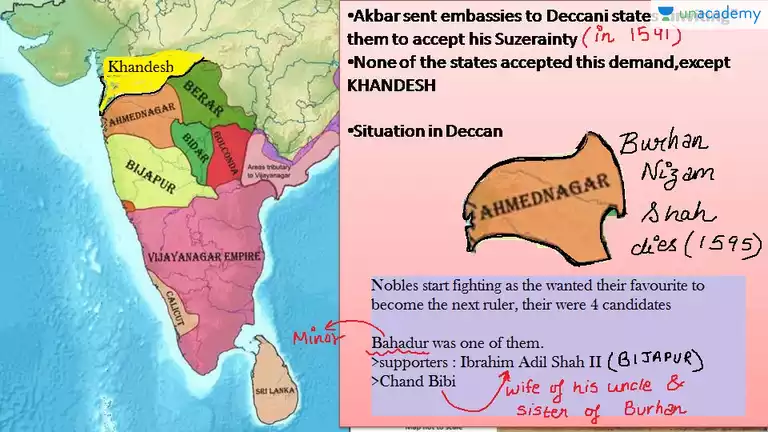 unacademy
•Akbar sent embassies to Deccani states inviting
them to accept his Suzerainty (in 1591)
•None of the states accepted this demand,except
KHANDESH
•Situation in Deccan
Khandesh
AHMEDNAGAR
BERAR
BIDAR
GOLCONDA
BIJAPUR
Areas tributary
to Vijayanagar
VIJAYANAGAR EMPIRE
CALICUT
SRI LANKA
AHMEDNAGAR
Burhan
Nizam
Shah
dies (1595)
Nobles start fighting as the wanted their favourite to
become the next ruler, their were 4 candidates
Minor
Bahadur was one of them.
>supporters : Ibrahim Adil Shah II (BIJAPUR)
>Chand Bibi
wife of his uncle &
sister of Burhan
Map not to scale